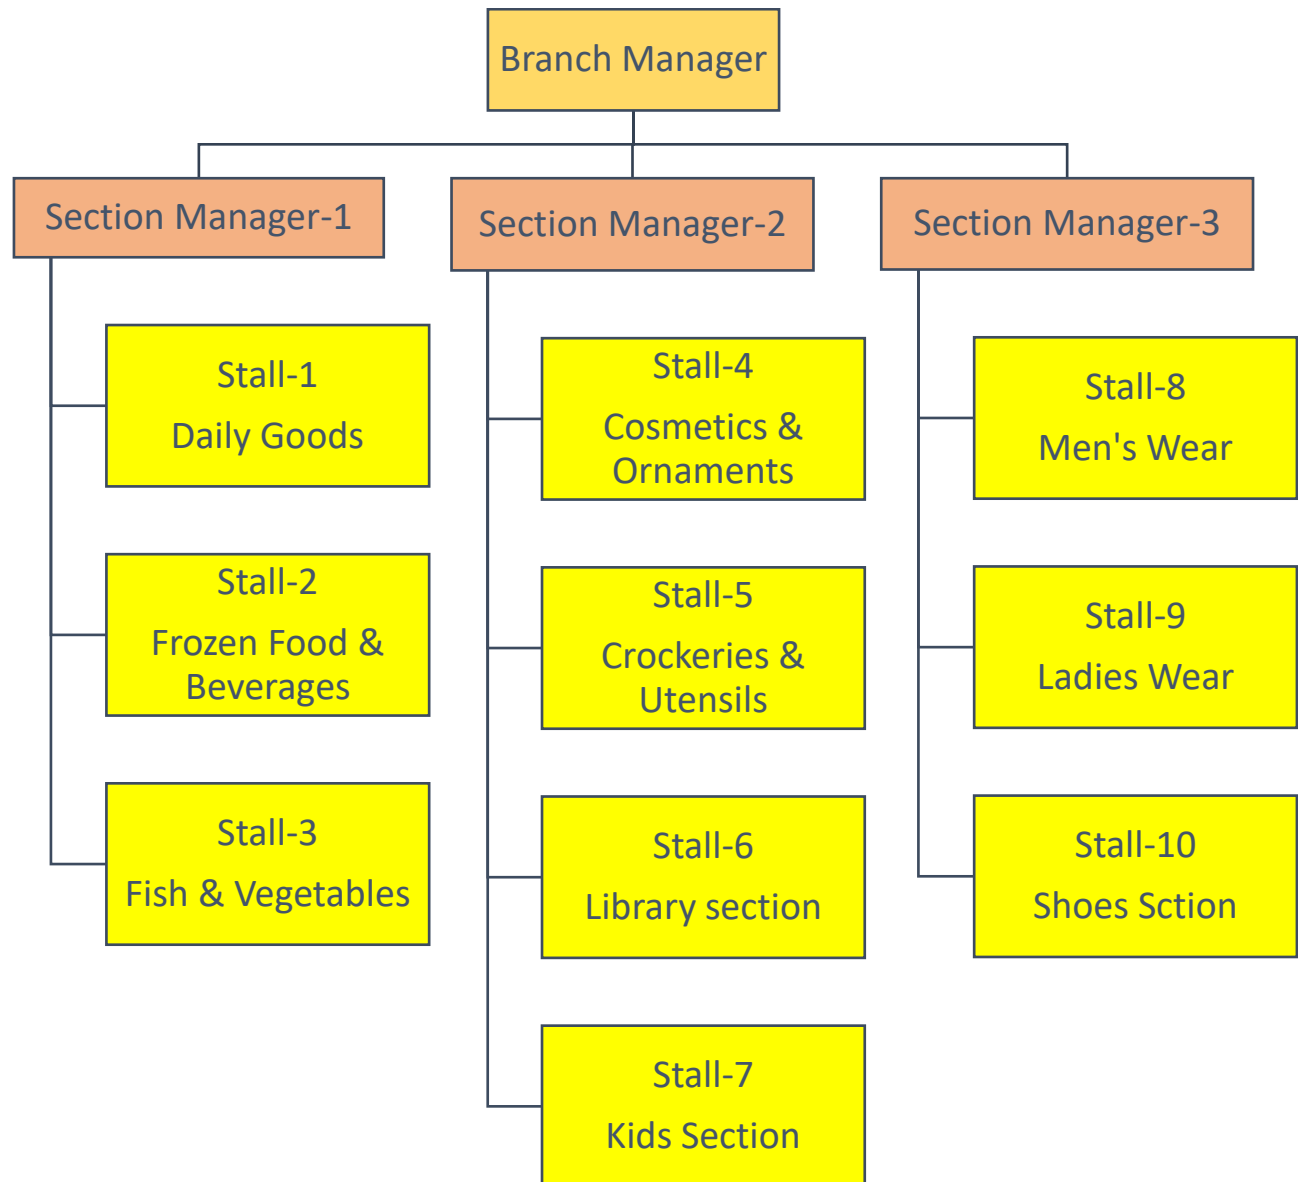 Branch Manager
Section Manager-1
Stall-1
Daily Goods
Stall-2
Frozen Food &
Beverages
Stall-3
Fish & Vegetables
Section Manager-2
Stall-4
Cosmetics &
Ornaments
Stall-5
Crockeries &
Utensils
Stall-6
Library section
Stall-7
Kids Section
Section Manager-3
Stall-8
Men's Wear
Stall-9
Ladies Wear
Stall-10
Shoes Sction